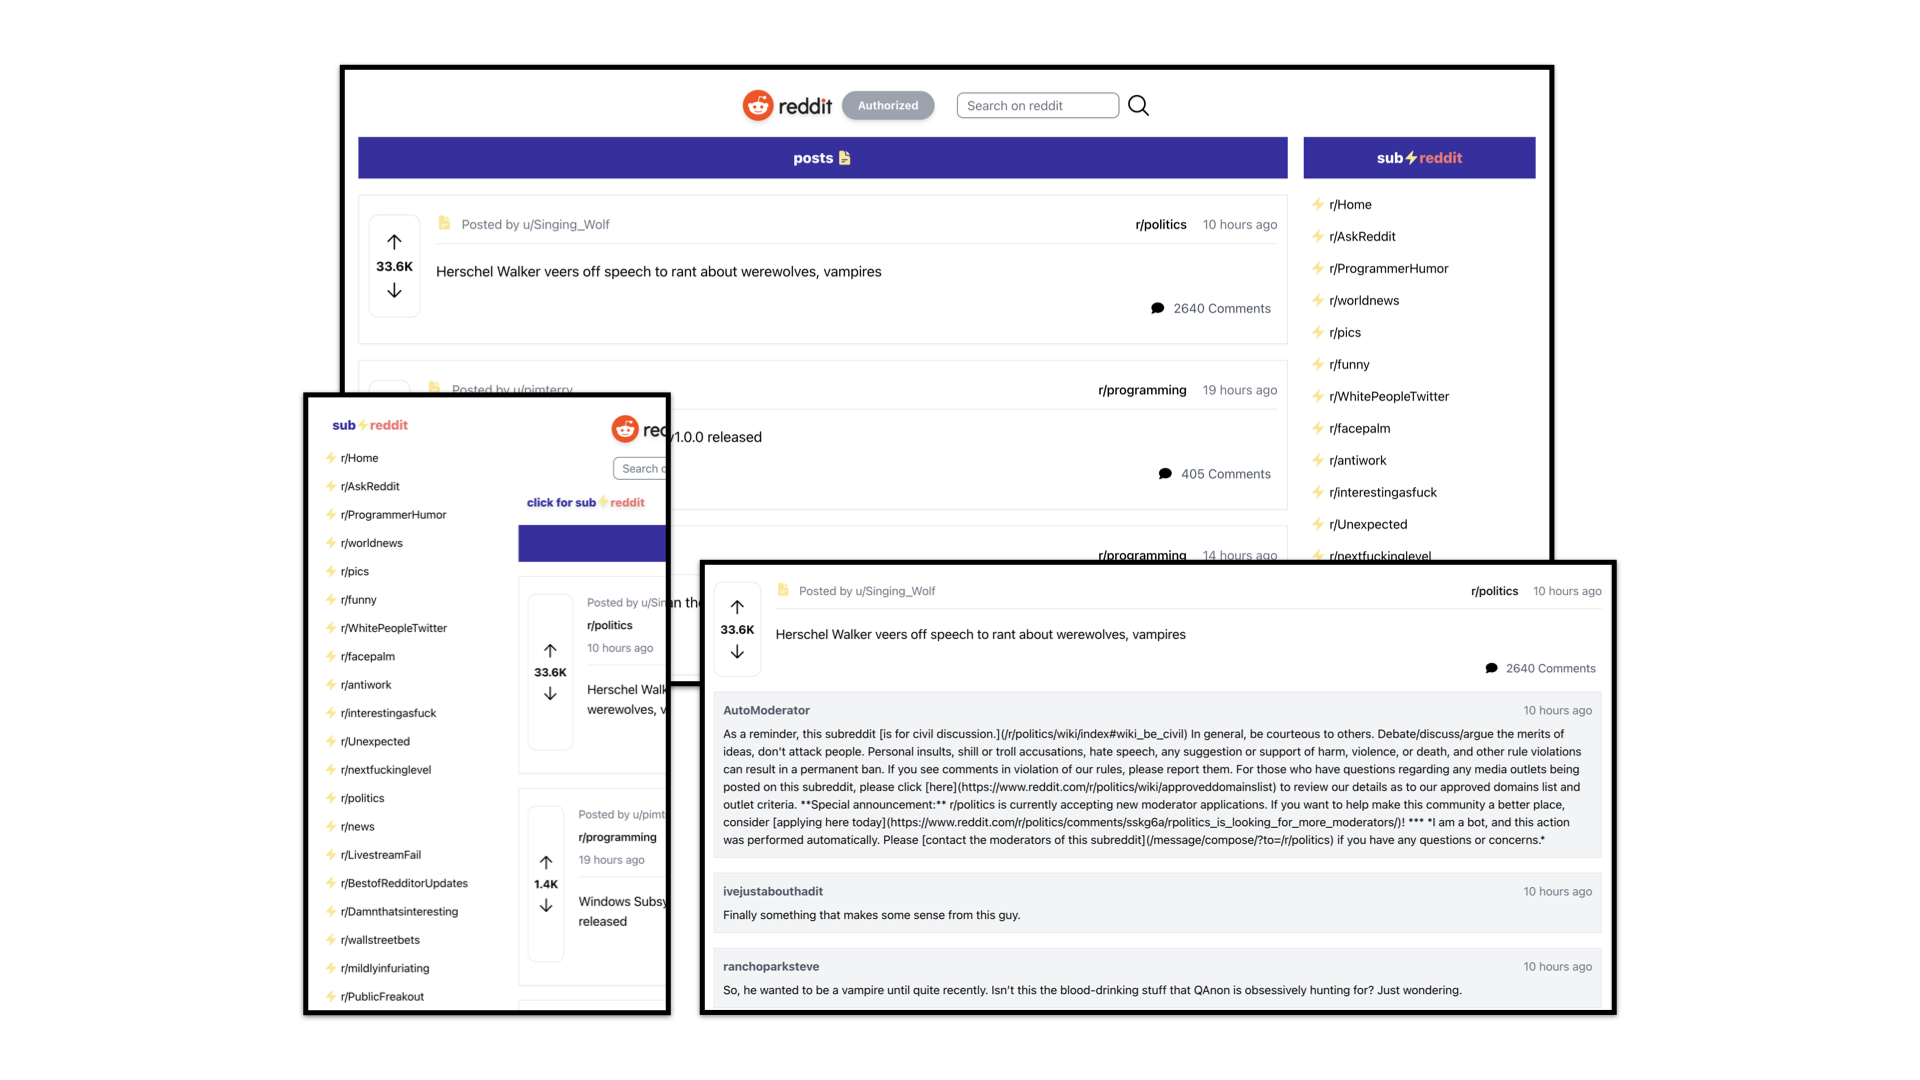 reddit
Authorized
Search on reddit
posts
sub reddit
Posted by u/Singing_Wolf
r/politics 10 hours ago
33.6K
Herschel Walker veers off speech to rant about werewolves, vampires
2640 Comments
Posted by u/pimterry
r/programming 19 hours ago
v1.0.0 released
405 Comments
r/programming 14 hours ago
an th
r/Home
r/AskReddit
r/ProgrammerHumor
r/worldnews
r/pics
r/funny
r/WhitePeopleTwitter
r/facepalm
r/antiwork
r/interestingasfuck
r/Unexpected
r/nextfuckinglevel
sub reddit
r/Home
r/AskReddit
r/ProgrammerHumor
r/worldnews
r/pics
r/funny
r/WhitePeopleTwitter
r/facepalm
r/antiwork
r/interestingasfuck
r/Unexpected
r/nextfuckinglevel
r/politics
r/news
r/LivestreamFail
r/BestofRedditorUpdates
r/Damnthatsinteresting
r/wallstreetbets
r/mildlyinfuriating
r/PublicFreakout
red
Search o
click for sub reddit
Posted by u/Sin
r/politics
10 hours ago
33.6K
Herschel Walk
werewolves, v
Posted by u/pimt
r/programming
19 hours ago
1.4K
Windows Subsy
released
Posted by u/Singing_Wolf
r/politics 10 hours ago
33.6K
Herschel Walker veers off speech to rant about werewolves, vampires
2640 Comments
AutoModerator 10 hours ago
As a reminder, this subreddit [is for civil discussion.](/r/politics/wiki/index#wiki_be_civil) In general, be courteous to others. Debate/discuss/argue the merits of
ideas, don't attack people. Personal insults, shill or troll accusations, hate speech, any suggestion or support of harm, violence, or death, and other rule violations
can result in a permanent ban. If you see comments in violation of our rules, please report them. For those who have questions regarding any media outlets being
posted on this subreddit, please click [here](https://www.reddit.com/r/politics/wiki/approveddomainslist) to review our details as to our approved domains list and
outlet criteria. **Special announcement:** r/politics is currently accepting new moderator applications. If you want to help make this community a better place,
consider [applying here today](https://www.reddit.com/r/politics/comments/sskg6a/rpolitics_is_looking_for_more_moderators/)! *** *I am a bot, and this action
was performed automatically. Please [contact the moderators of this subreddit](/message/compose/?to=/r/politics) if you have any questions or concerns.*
ivejustabouthadit 10 hours ago
Finally something that makes some sense from this guy.
ranchoparksteve 10 hours ago
So, he wanted to be a vampire until quite recently. Isn't this the blood-drinking stuff that QAnon is obsessively hunting for? Just wondering.